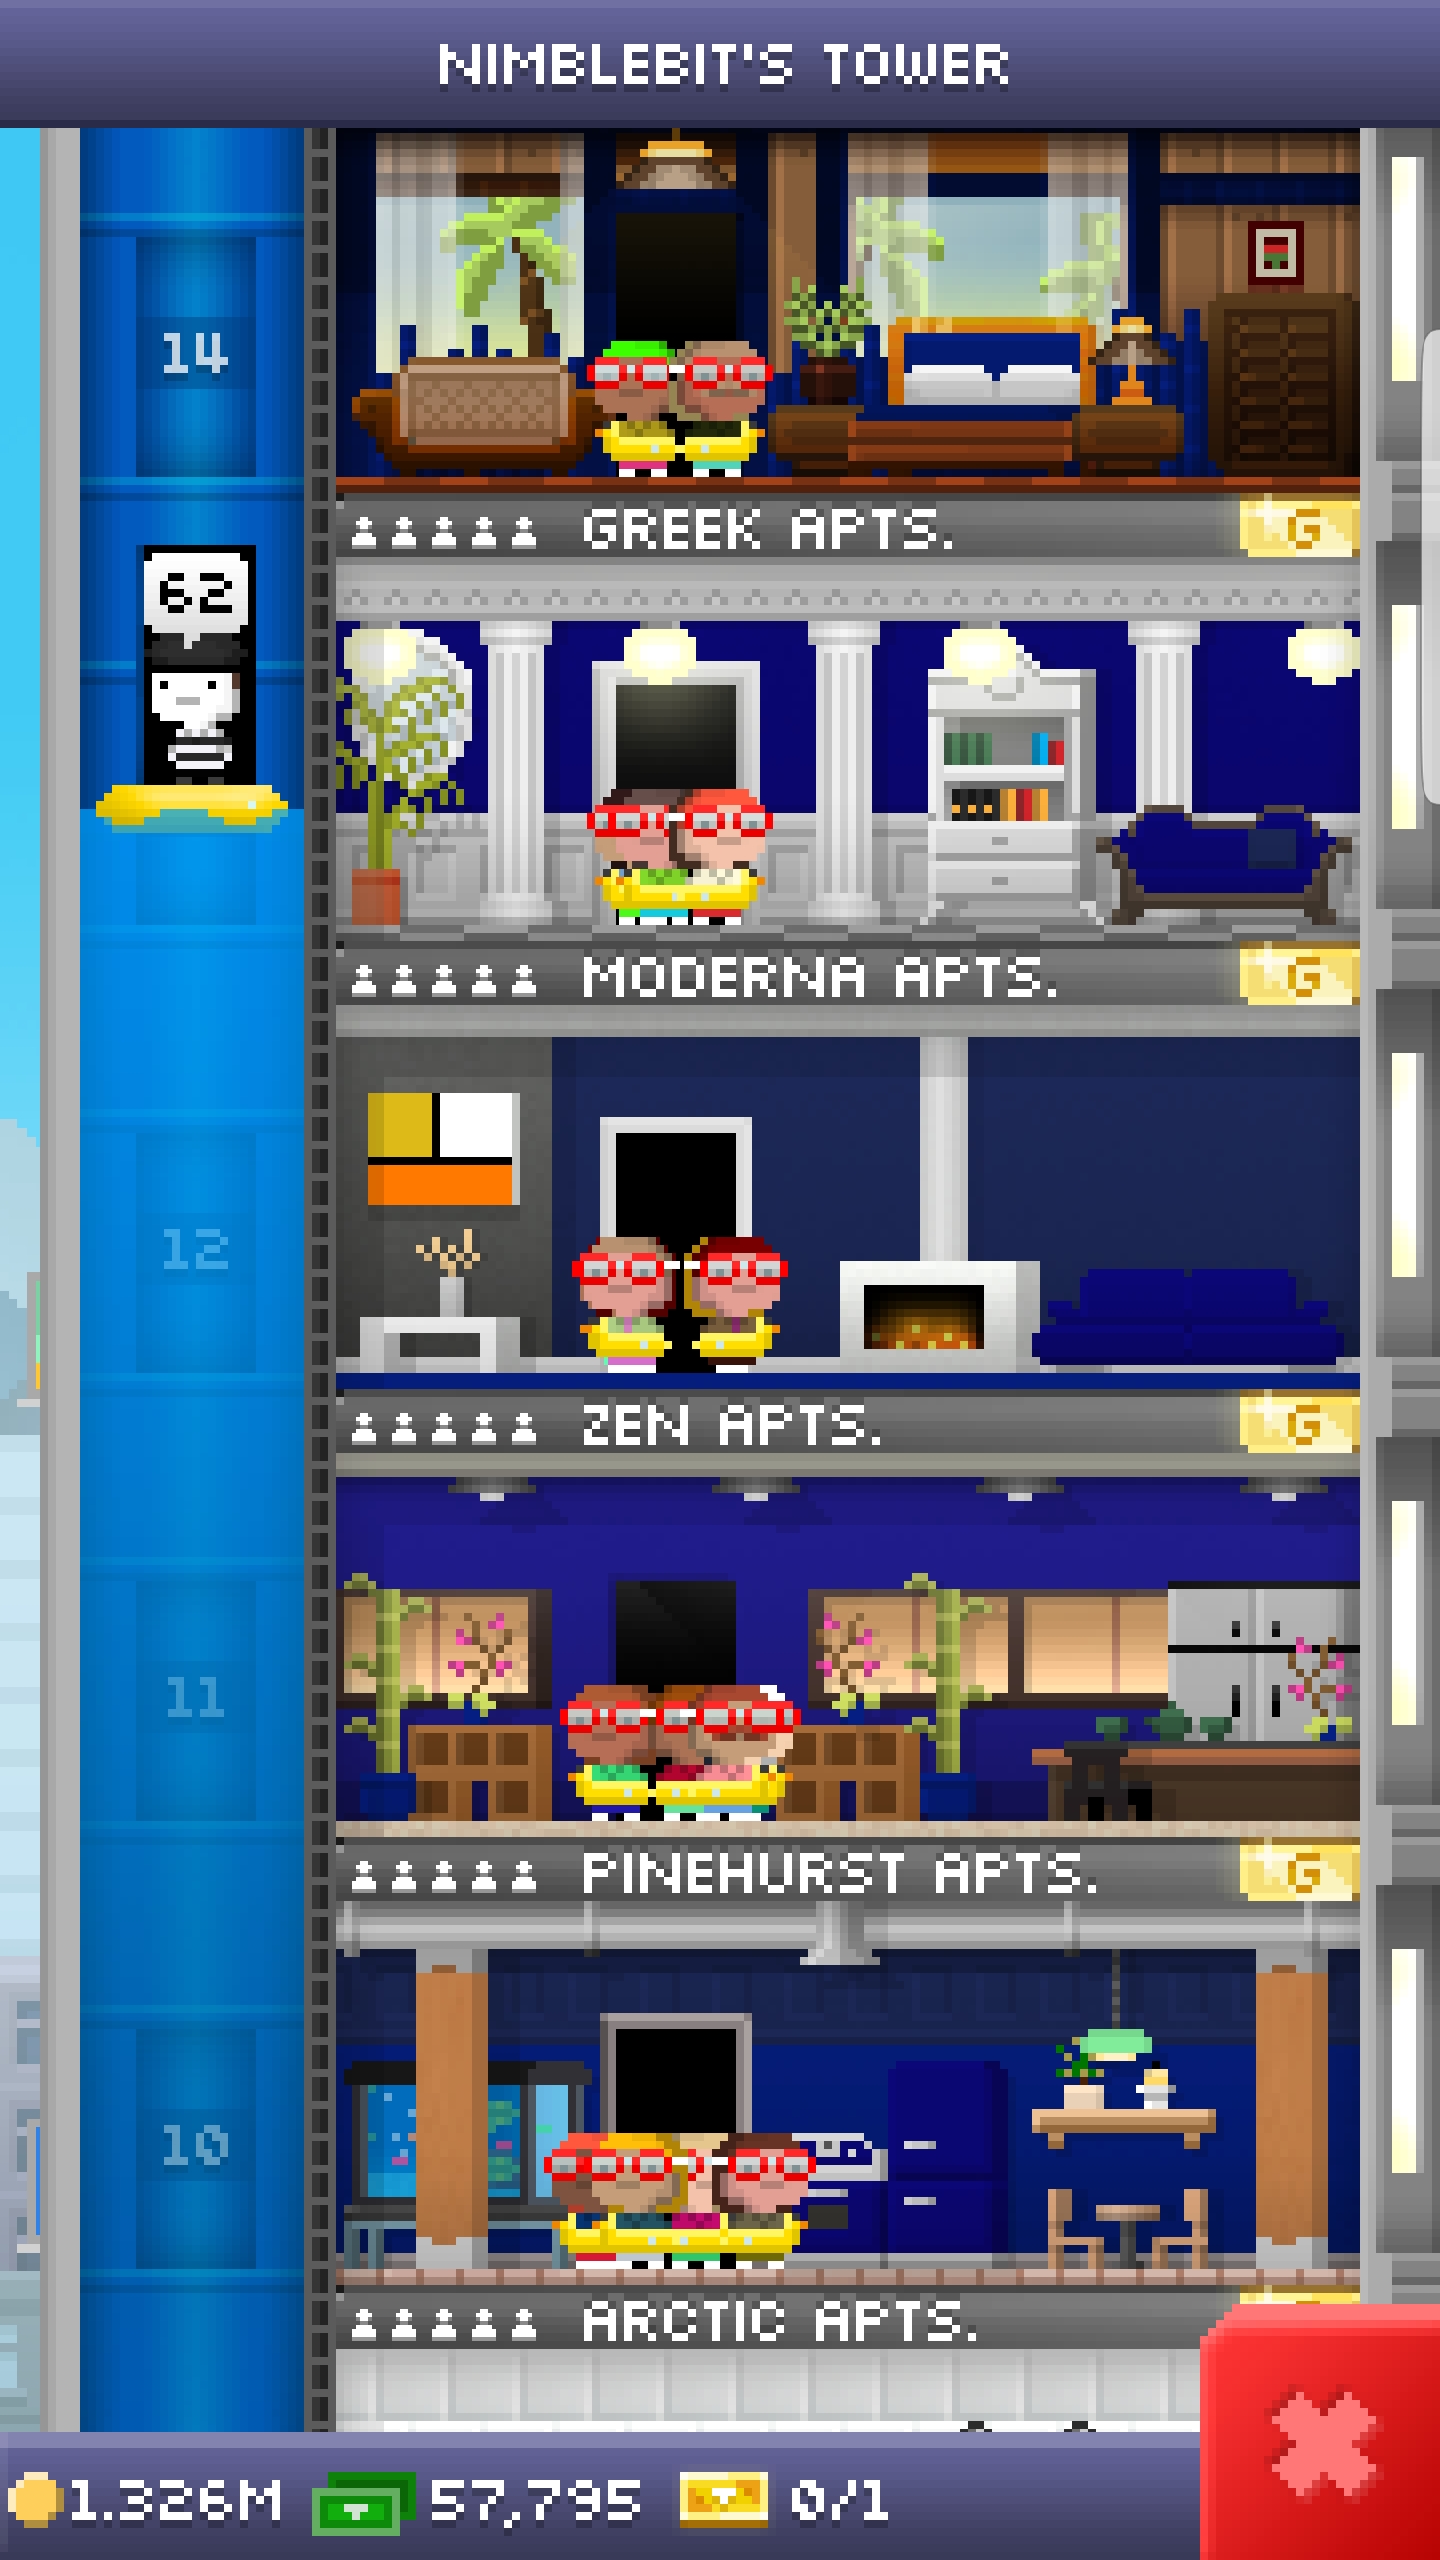 NIMBLEBIT'S TOWER
14
GREEK APTS. G
62
MODERNA APTS. G
12
ZEN APTS. G
11
PINEHURST APTS. G
10
ARCTIC APTS.
1.326M 57,795 0/1